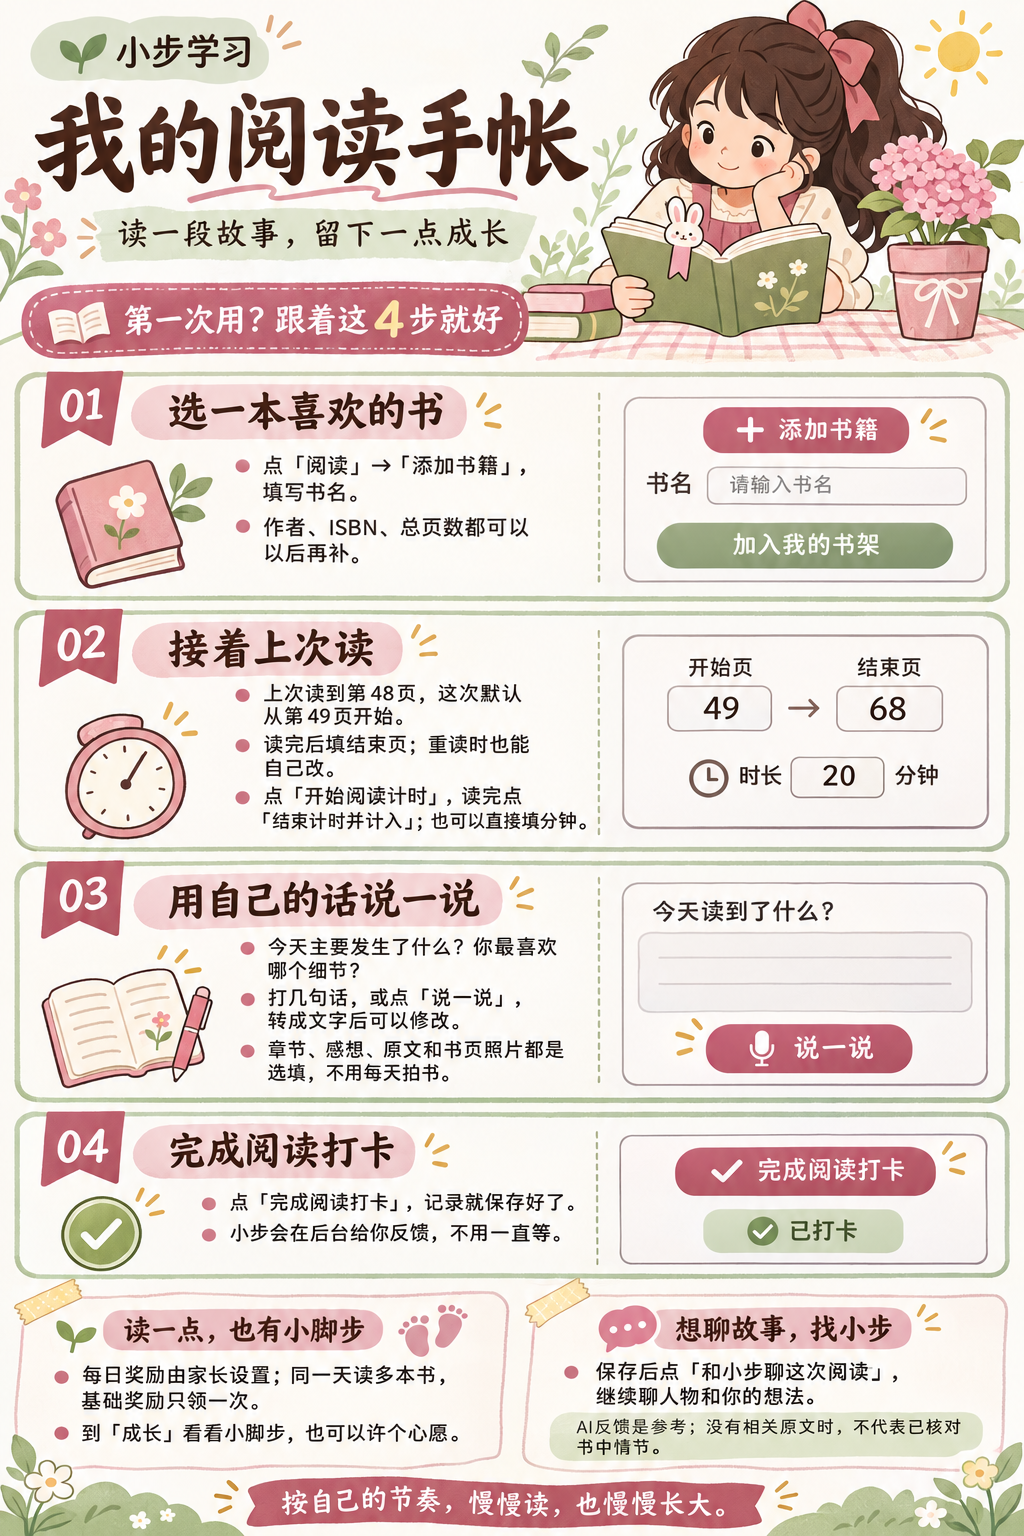 小步学习
我的阅读手帐
读一段故事，留下一点成长
第一次用？跟着这4步就好
01
选一本喜欢的书
点「阅读」→「添加书籍」，
填写书名。
作者、ISBN、总页数都可以
以后再补。
+ 添加书籍
书名 请输入书名
加入我的书架
02
接着上次读
上次读到第48页，这次默认
从第49页开始。
读完后填结束页；重读时也能
自己改。
点「开始阅读计时」，读完点
「结束计时并计入」；也可以直接填分钟。
开始页 结束页
49 → 68
时长 20 分钟
03
用自己的话说一说
今天主要发生了什么？你最喜欢
哪个细节？
打几句话，或点「说一说」，
转成文字后可以修改。
章节、感想、原文和书页照片都是
选填，不用每天拍书。
今天读到了什么？
说一说
04
完成阅读打卡
点「完成阅读打卡」，记录就保存好了。
小步会在后台给你反馈，不用一直等。
完成阅读打卡
已打卡
读一点，也有小脚步
每日奖励由家长设置；同一天读多本书，
基础奖励只领一次。
到「成长」看看小脚步，也可以许个心愿。
想聊故事，找小步
保存后点「和小步聊这次阅读」，
继续聊人物和你的想法。
AI反馈是参考；没有相关原文时，不代表已核对
书中情节。
按自己的节奏，慢慢读，也慢慢长大。